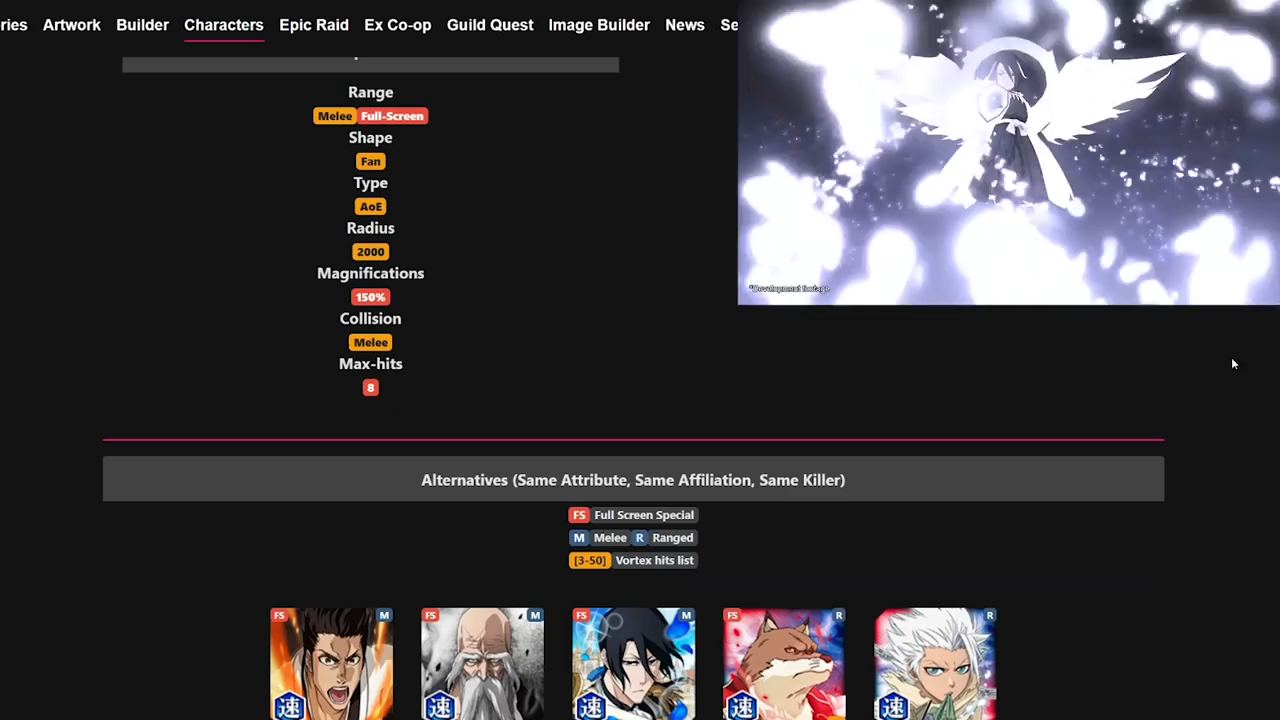 ries Artwork Builder Characters Epic Raid Ex Co-op Guild Quest Image Builder News Se
Range
Melee Full-Screen
Shape
Fan
Type
AoE
Radius
2000
Magnifications
150%
Collision
Melee
Max-hits
8
*Development footage
Alternatives (Same Attribute, Same Affiliation, Same Killer)
FS Full Screen Special
M Melee R Ranged
[3-50] Vortex hits list
FS M FS M FS M FS R R
速 速 速 速 速